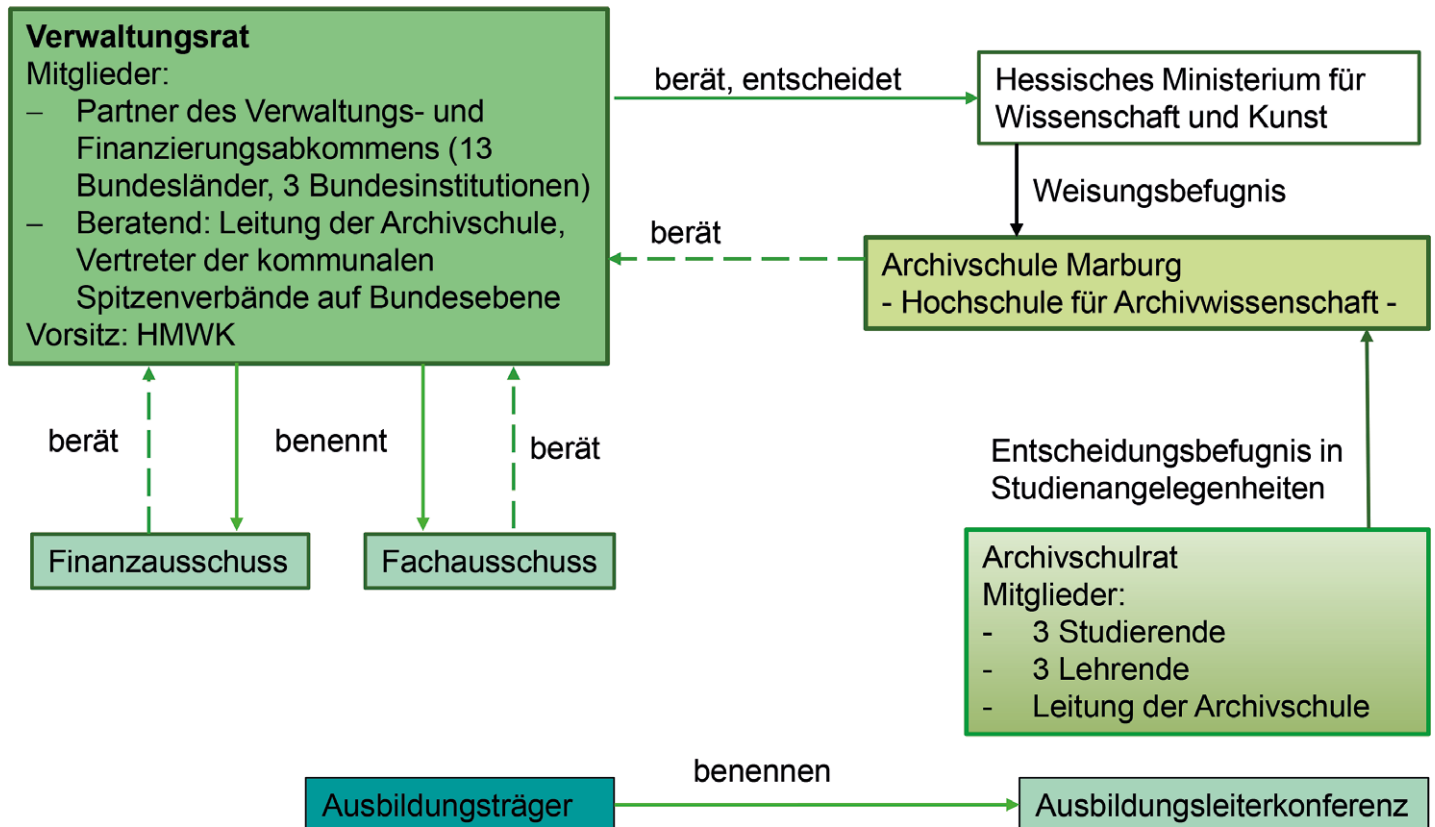 Verwaltungsrat
Mitglieder:
– Partner des Verwaltungs- und
Finanzierungsabkommens (13
Bundesländer, 3 Bundesinstitutionen)
– Beratend: Leitung der Archivschule,
Vertreter der kommunalen
Spitzenverbände auf Bundesebene
Vorsitz: HMWK
berät, entscheidet
Hessisches Ministerium für
Wissenschaft und Kunst
Weisungsbefugnis
berät
Archivschule Marburg
- Hochschule für Archivwissenschaft -
berät
benennt
berät
Finanzausschuss
Fachausschuss
Entscheidungsbefugnis in
Studienangelegenheiten
Archivschulrat
Mitglieder:
- 3 Studierende
- 3 Lehrende
- Leitung der Archivschule
Ausbildungsträger
benennen
Ausbildungsleiterkonferenz